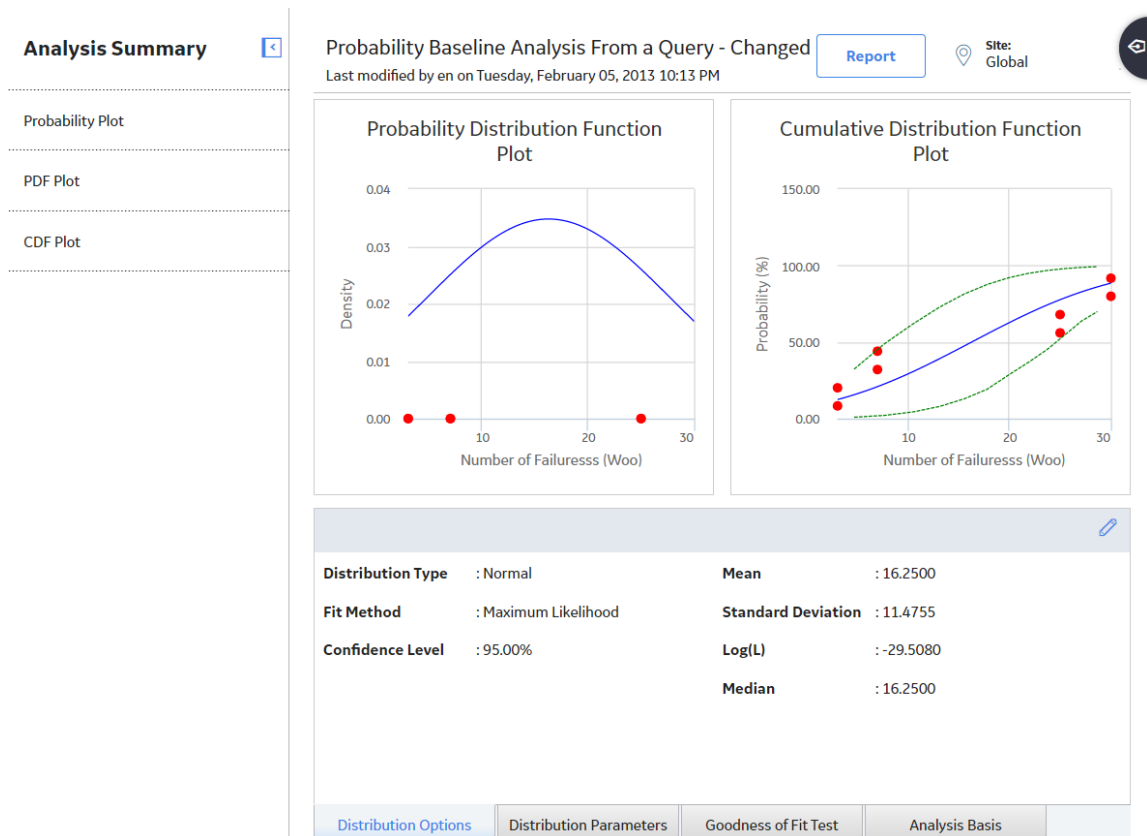 Analysis Summary
Probability Plot
PDF Plot
CDF Plot
Probability Baseline Analysis From a Query - Changed
Last modified by en on Tuesday, February 05, 2013 10:13 PM
Report
Site:
Global
Probability Distribution Function
Plot
0.04
0.03
0.02
0.01
0.00
Density
10
20
30
Number of Failuresss (Woo)
Cumulative Distribution Function
Plot
150.00
100.00
50.00
0.00
Probability (%)
10
20
30
Number of Failuresss (Woo)
Distribution Type : Normal
Fit Method : Maximum Likelihood
Confidence Level : 95.00%
Mean : 16.2500
Standard Deviation : 11.4755
Log(L) : -29.5080
Median : 16.2500
Distribution Options
Distribution Parameters
Goodness of Fit Test
Analysis Basis